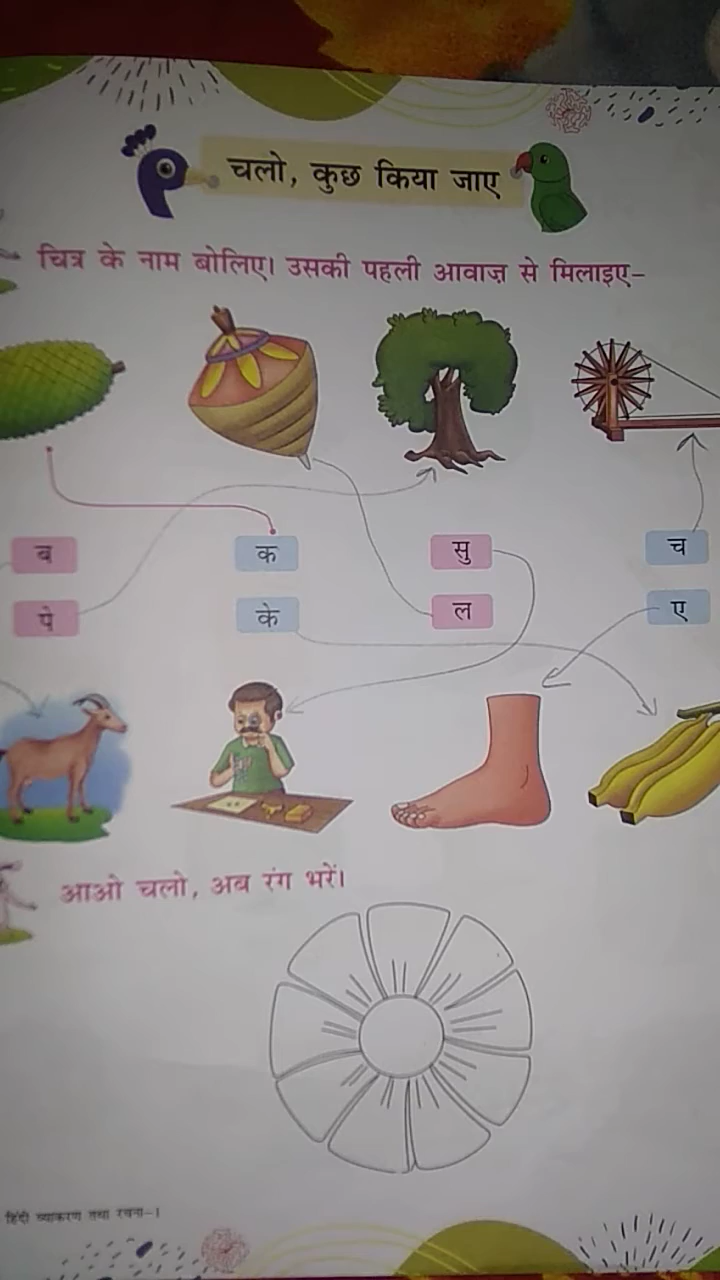 चलो, कुछ किया जाए
चित्र के नाम बोलिए। उसकी पहली आवाज़ से मिलाइए–
ब क सु च
पे के ल ए
आओ चलो, अब रंग भरें।
हिंदी व्याकरण तथा रचना–1